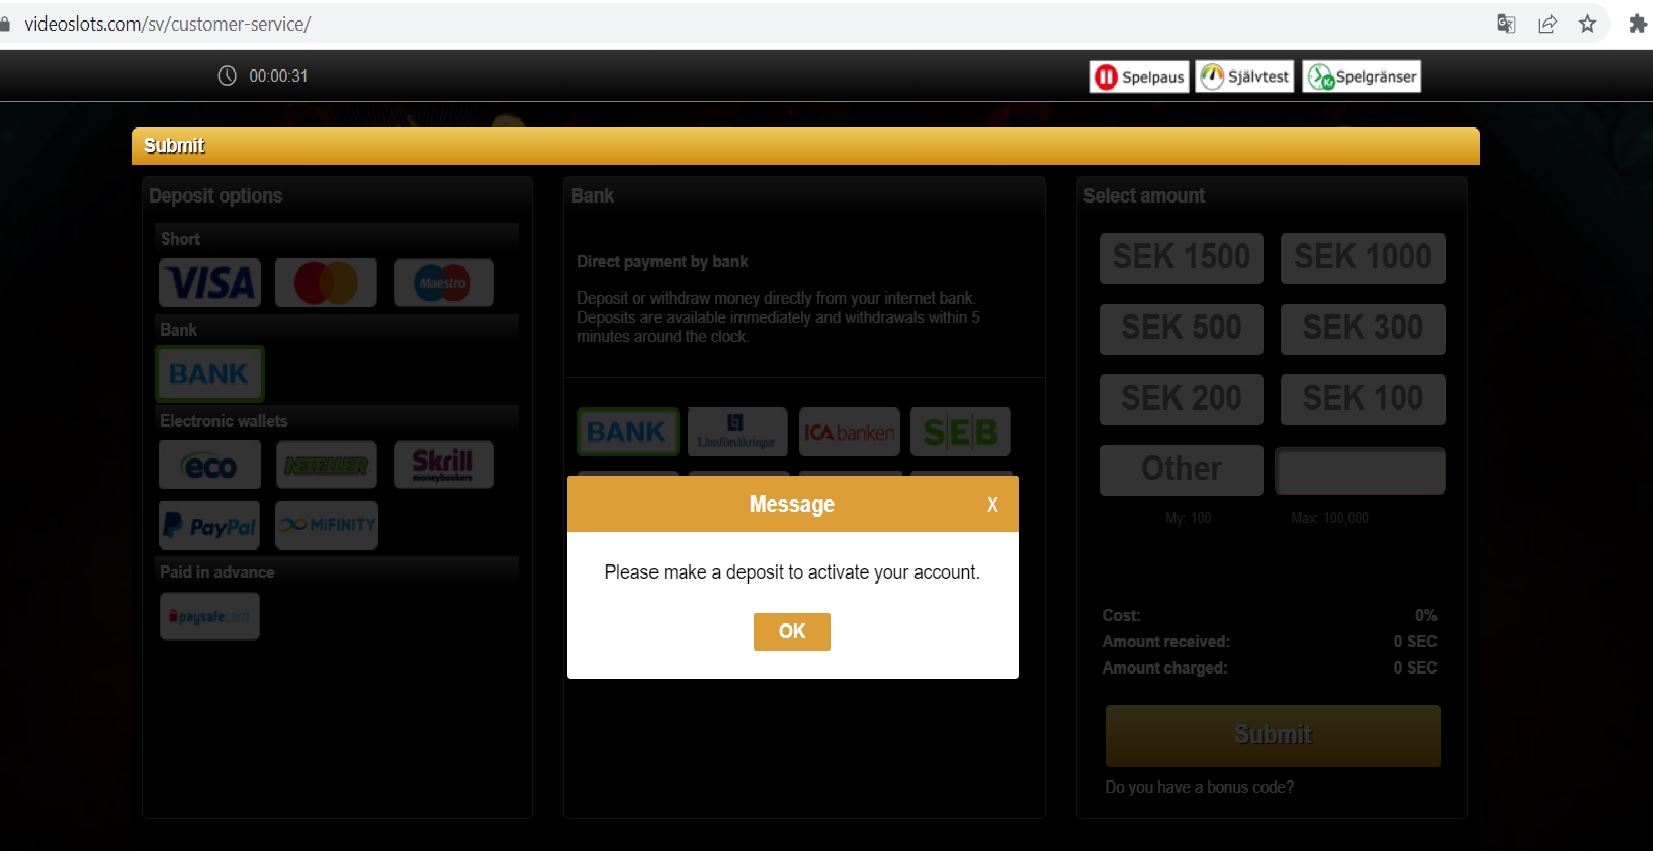 videoslots.com/sv/customer-service/
00:00:31
Spelpaus
Självtest
Spelgränser
Submit
Deposit options
Short
VISA
Maestro
Bank
BANK
Electronic wallets
eco
NETELLER
Skrill
moneybookers
PayPal
MIFINITY
Paid in advance
paysafecard
Bank
Direct payment by bank
Deposit or withdraw money directly from your internet bank.
Deposits are available immediately and withdrawals within 5
minutes around the clock.
BANK
Länsförsäkringar
ICA banken
SEB
Message
X
Please make a deposit to activate your account.
OK
Select amount
SEK 1500
SEK 1000
SEK 500
SEK 300
SEK 200
SEK 100
Other
My: 100
Max: 100,000
Cost: 0%
Amount received: 0 SEC
Amount charged: 0 SEC
Submit
Do you have a bonus code?